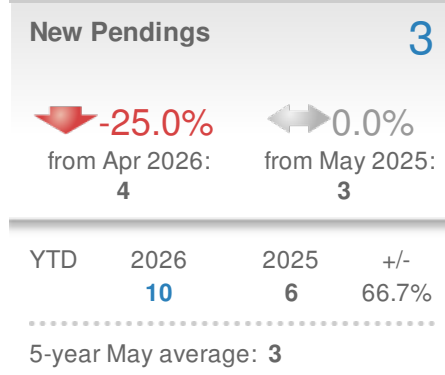 New Pendings 3
-25.0% 0.0%
from Apr 2026: from May 2025:
4 3
YTD 2026 2025 +/-
10 6 66.7%
5-year May average: 3